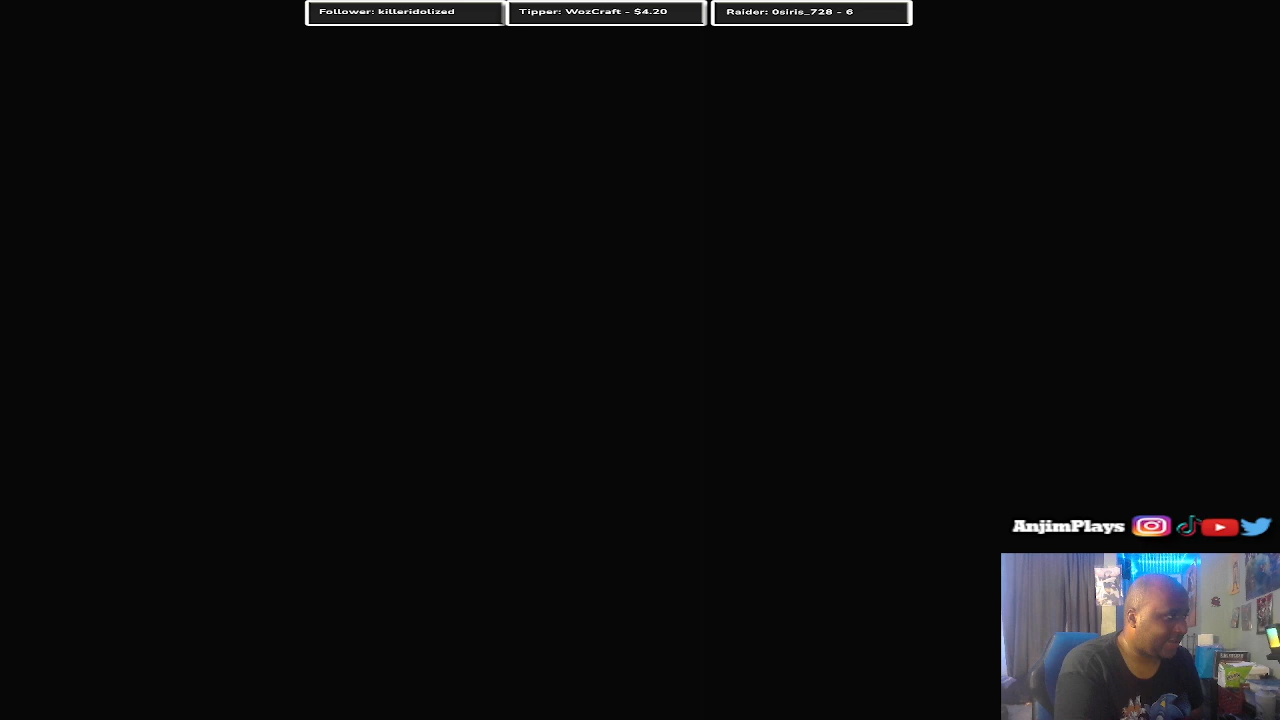 Follower: killeridolized
Tipper: WozCraft - $4.20
Raider: 0siris_728 - 6
AnjimPlays